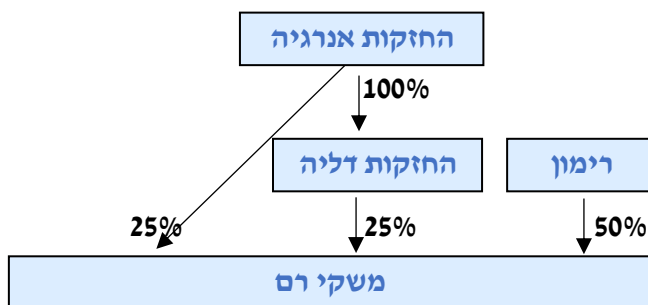 החזקות אנרגיה
100%
החזקות דליה
רימון
25%
25%
50%
משקי רם